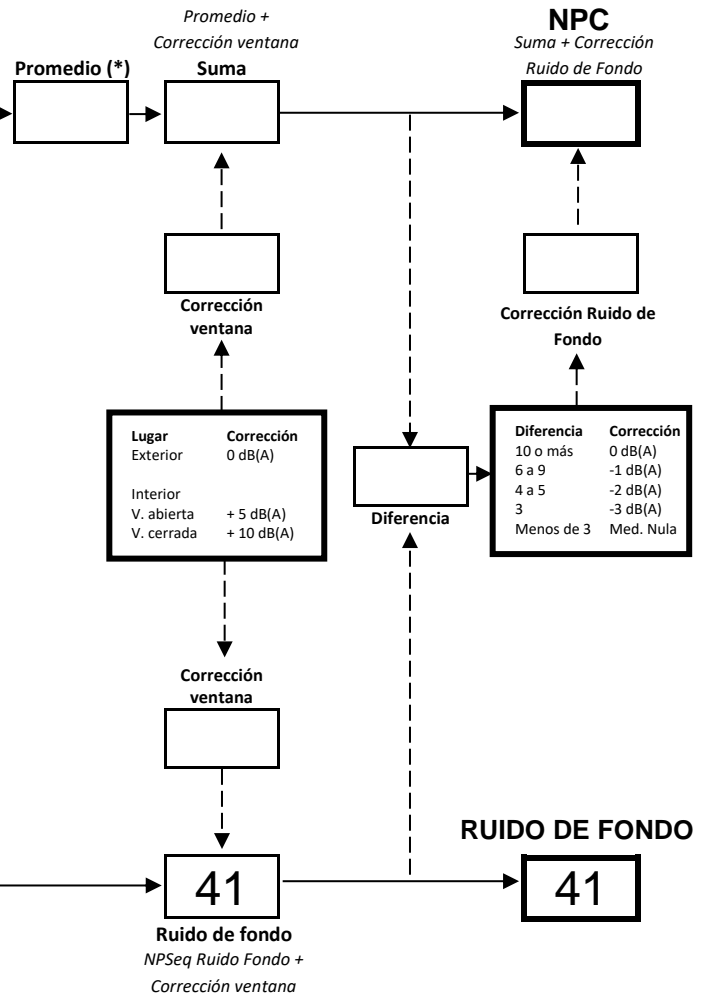 Promedio +
Corrección ventana
NPC
Suma + Corrección
Ruido de Fondo
Promedio (*)
Suma
Corrección
ventana
Corrección Ruido de
Fondo
Lugar Corrección
Exterior 0 dB(A)
Interior
V. abierta + 5 dB(A)
V. cerrada + 10 dB(A)
Diferencia
Diferencia Corrección
10 o más 0 dB(A)
6 a 9 -1 dB(A)
4 a 5 -2 dB(A)
3 -3 dB(A)
Menos de 3 Med. Nula
Corrección
ventana
RUIDO DE FONDO
41
41
Ruido de fondo
NPSeq Ruido Fondo +
Corrección ventana